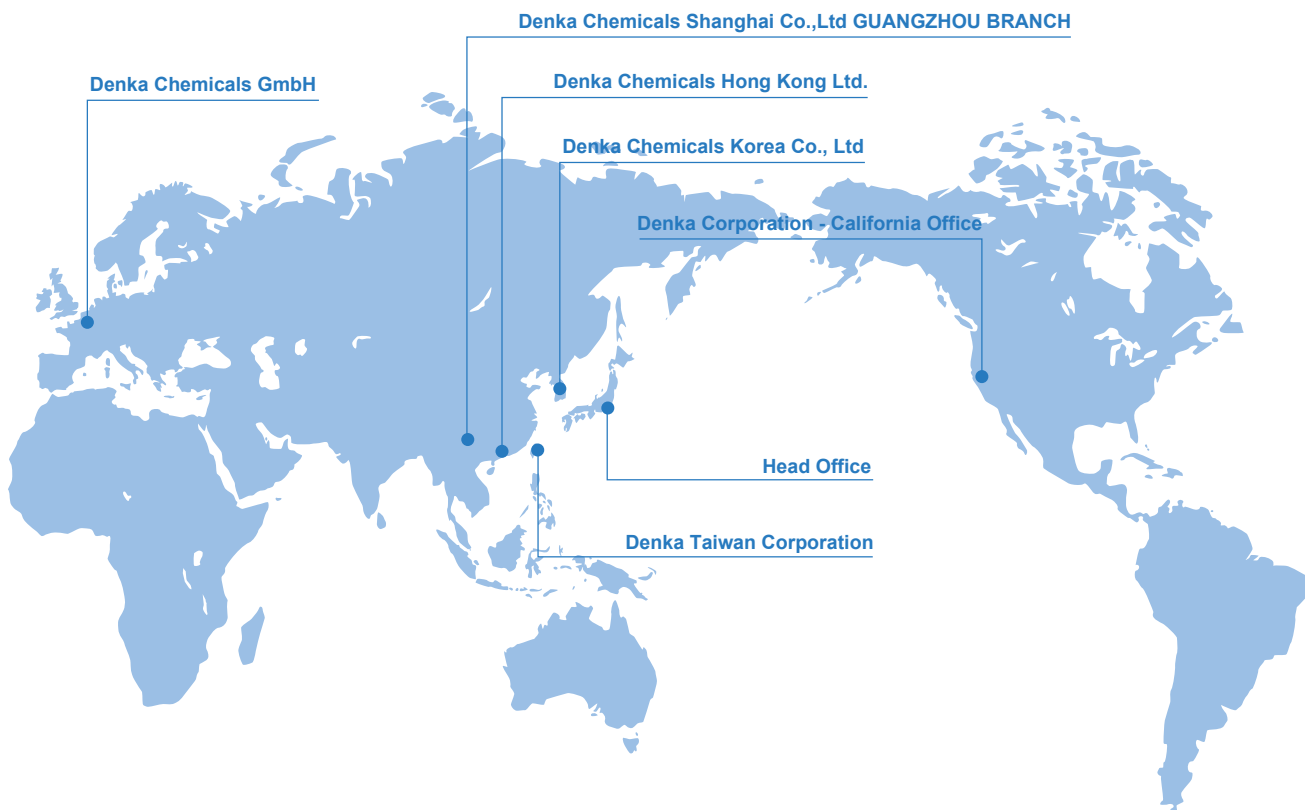 Denka Chemicals Shanghai Co.,Ltd GUANGZHOU BRANCH
Denka Chemicals GmbH
Denka Chemicals Hong Kong Ltd.
Denka Chemicals Korea Co., Ltd
Denka Corporation - California Office
Head Office
Denka Taiwan Corporation